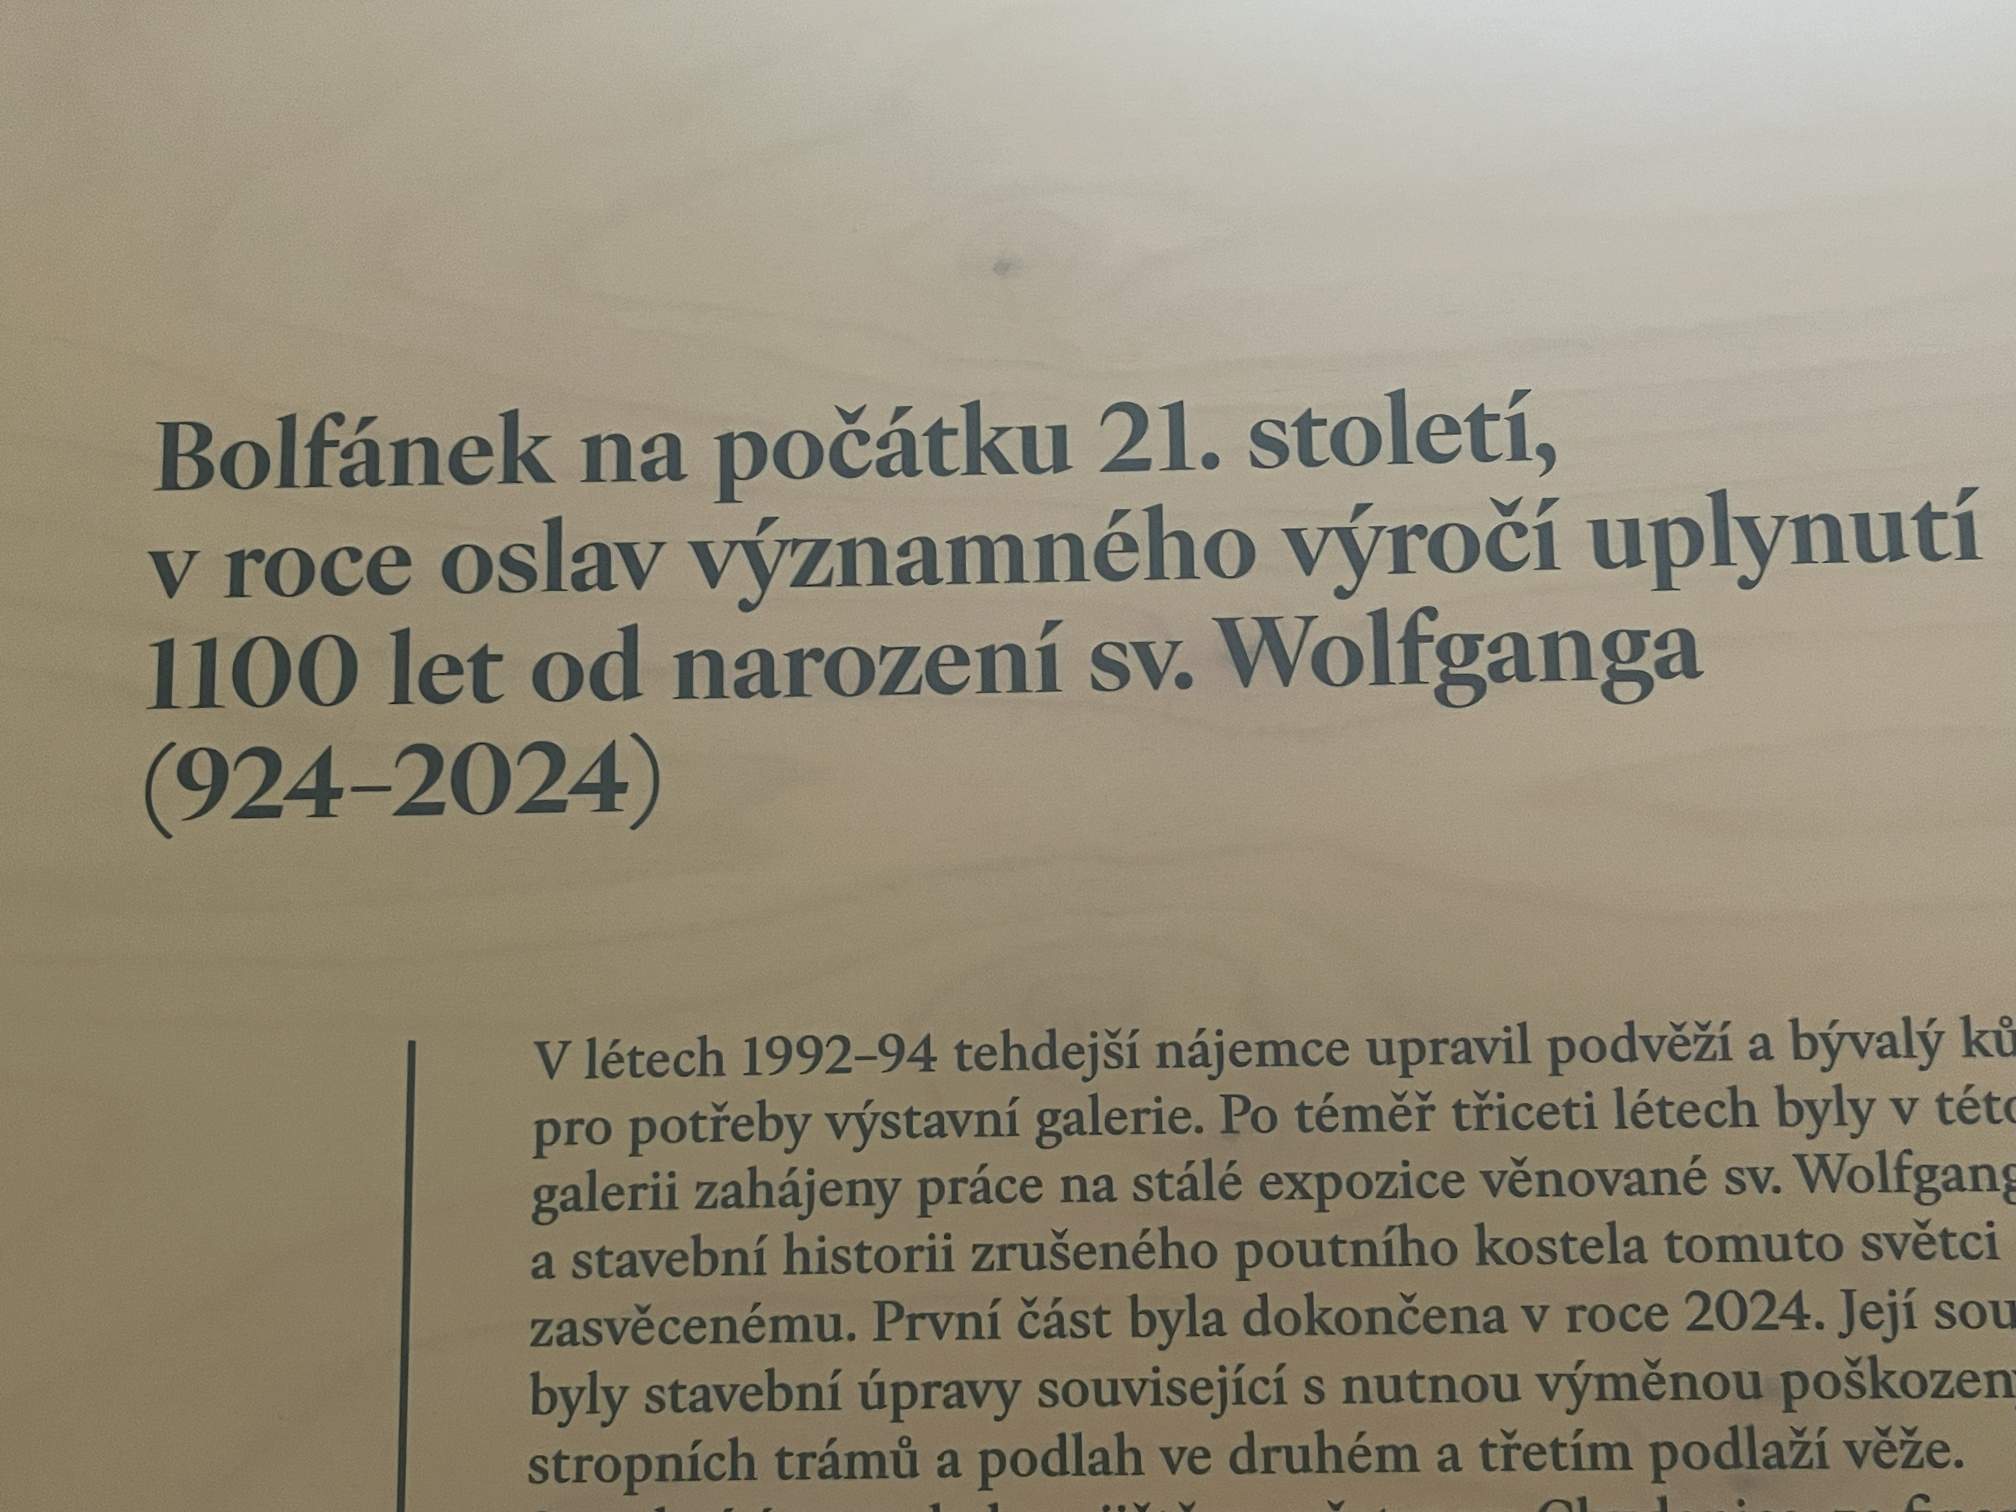 Bolfánek na počátku 21. století,
v roce oslav významného výročí uplynutí
1100 let od narození sv. Wolfganga
(924–2024)
V létech 1992–94 tehdejší nájemce upravil podvěží a bývalý
pro potřeby výstavní galerie. Po téměř třiceti létech byly v
galerii zahájeny práce na stálé expozice věnované sv.
a stavební historii zrušeného poutního kostela tomuto světci
zasvěcenému. První část byla dokončena v roce 2024. Její
byly stavební úpravy související s nutnou výměnou
stropních trámů a podlah ve druhém a třetím podlaží věže.